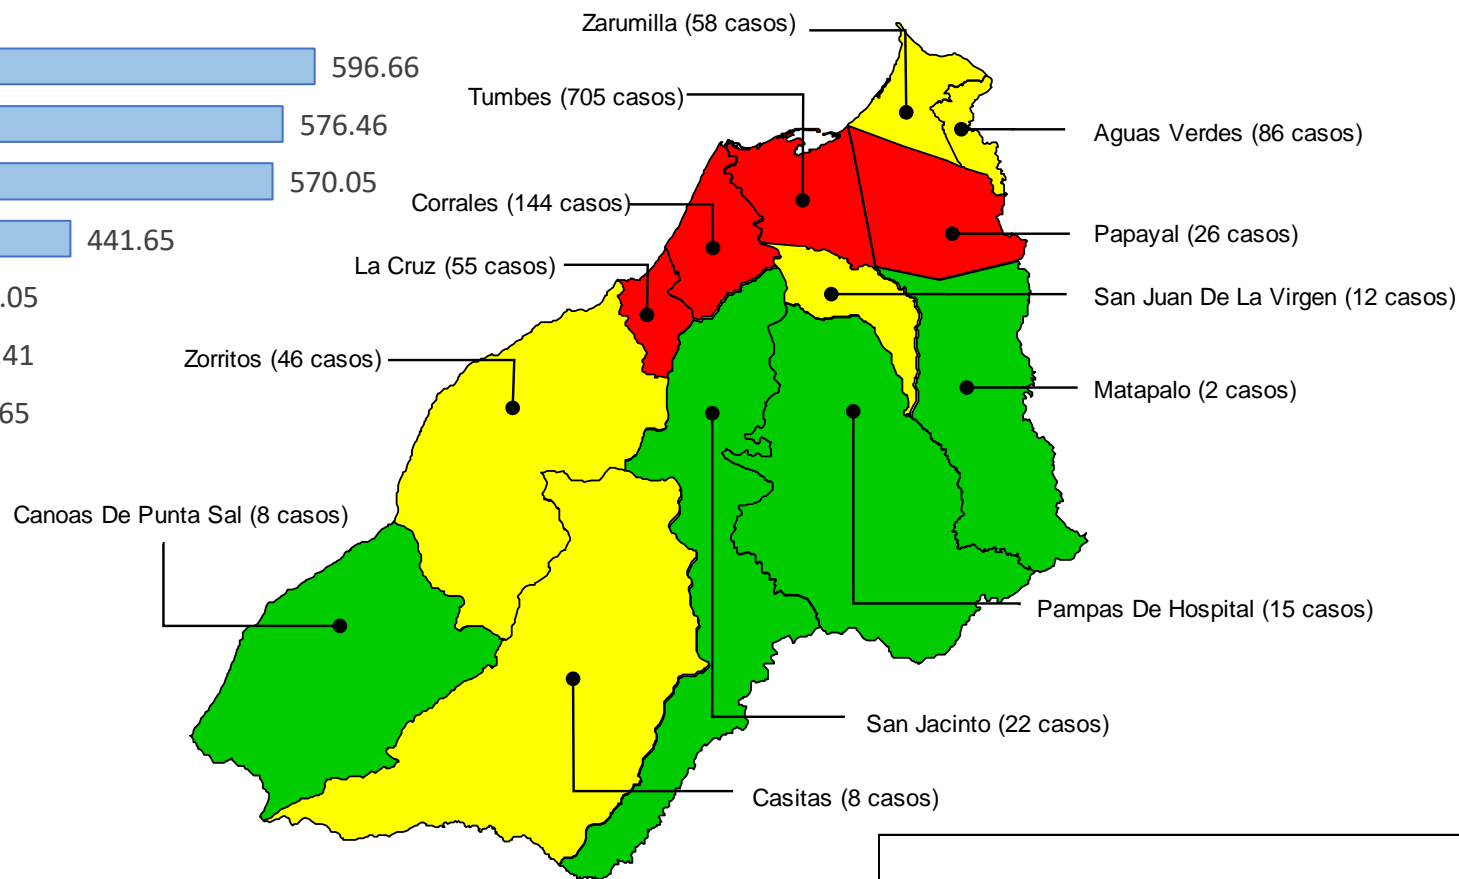 596.66
576.46
570.05
441.65
.05
.41
65
Zarumilla (58 casos)
Tumbes (705 casos)
Aguas Verdes (86 casos)
Corrales (144 casos)
Papayal (26 casos)
La Cruz (55 casos)
San Juan De La Virgen (12 casos)
Zorritos (46 casos)
Matapalo (2 casos)
Canoas De Punta Sal (8 casos)
Pampas De Hospital (15 casos)
San Jacinto (22 casos)
Casitas (8 casos)